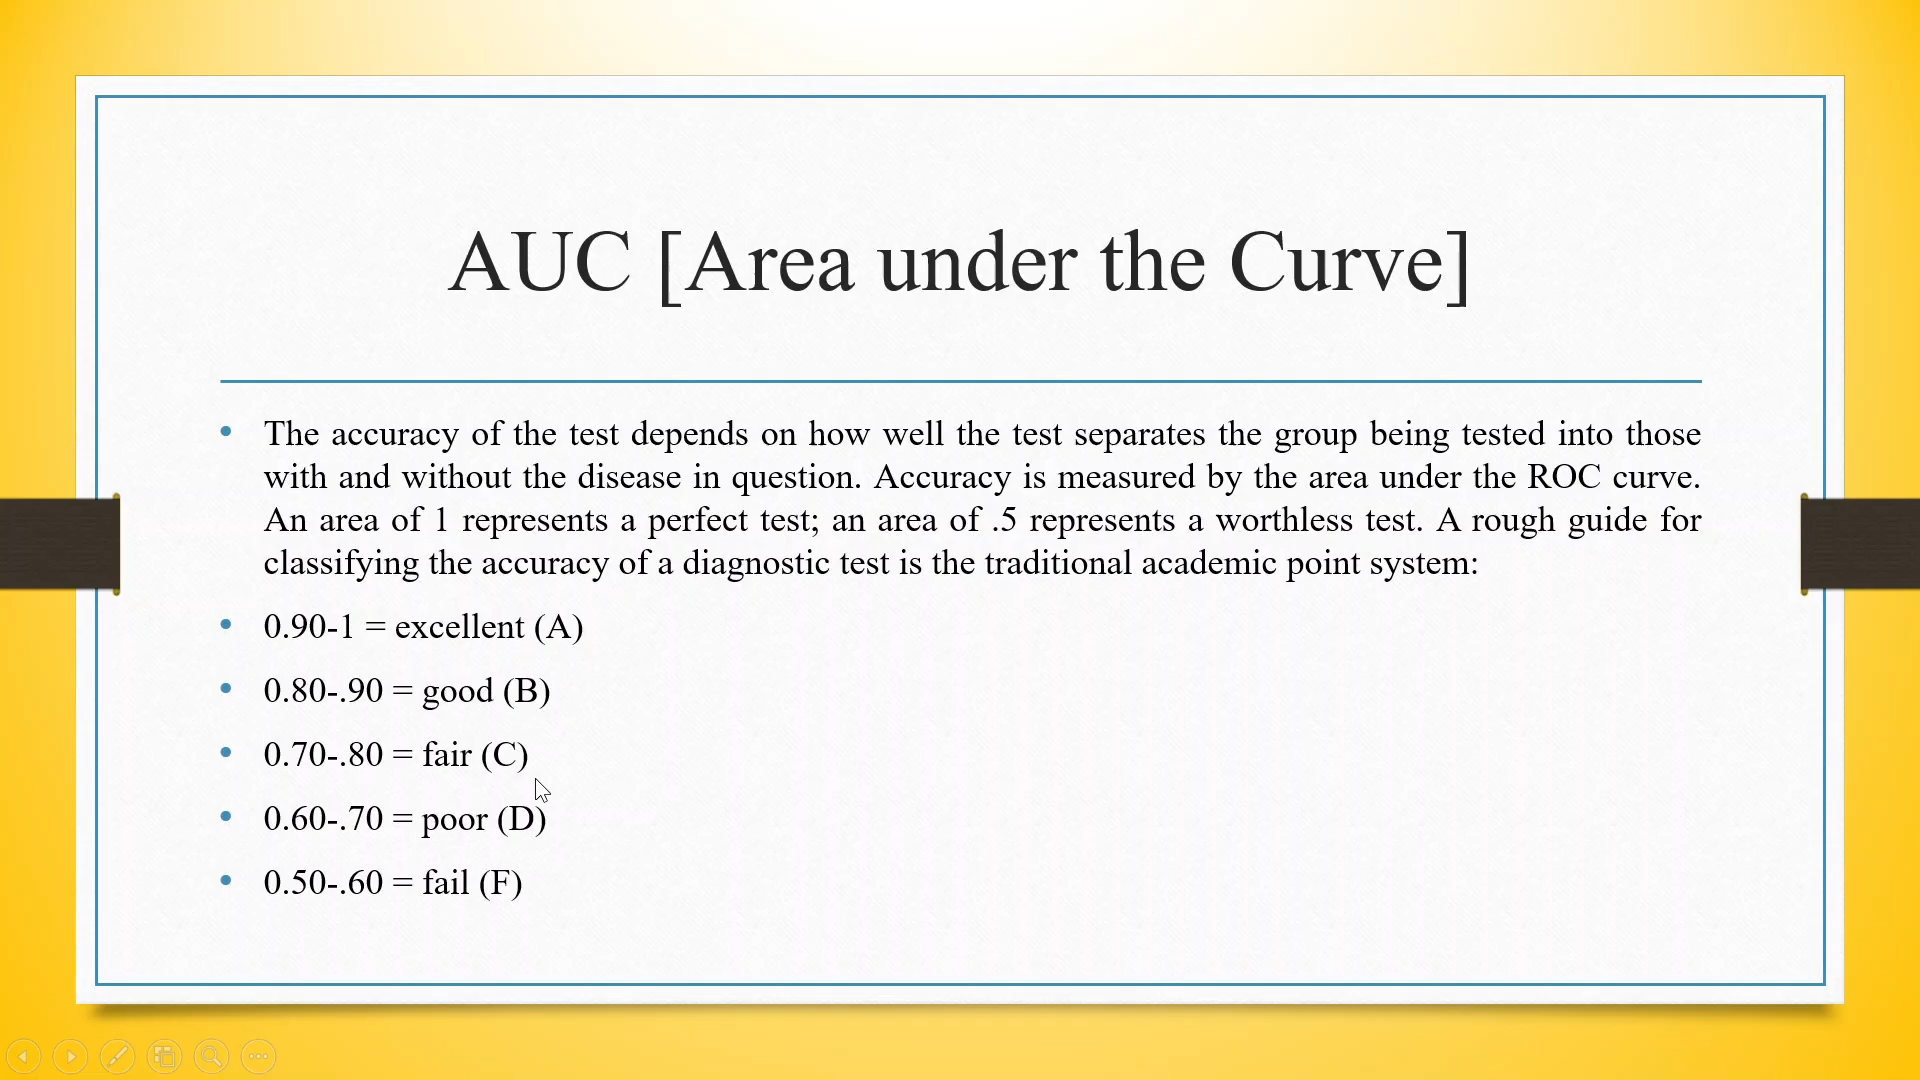 AUC [Area under the Curve]
• The accuracy of the test depends on how well the test separates the group being tested into those
with and without the disease in question. Accuracy is measured by the area under the ROC curve.
An area of 1 represents a perfect test; an area of .5 represents a worthless test. A rough guide for
classifying the accuracy of a diagnostic test is the traditional academic point system:
• 0.90-1 = excellent (A)
• 0.80-.90 = good (B)
• 0.70-.80 = fair (C)
• 0.60-.70 = poor (D)
• 0.50-.60 = fail (F)